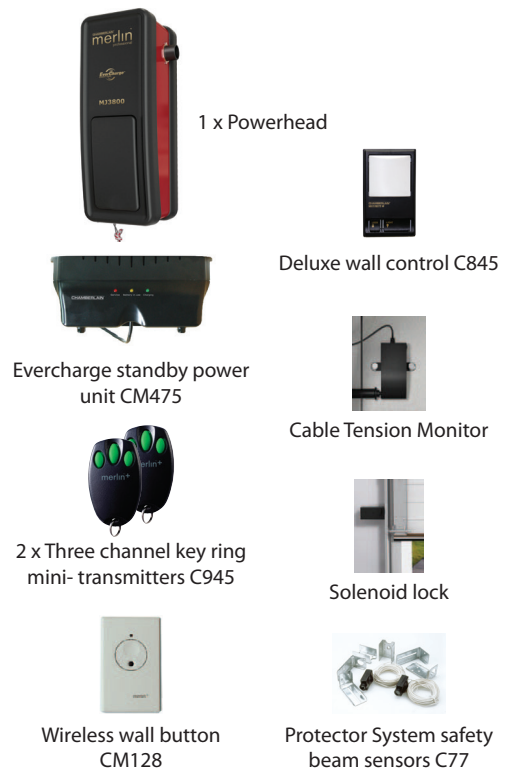 merlin
professional
EverCharge
MJ3800
1 x Powerhead
CHAMBERLAIN
Evercharge standby power
unit CM475
merlin+
merlin+
2 x Three channel key ring
mini- transmitters C945
Wireless wall button
CM128
Deluxe wall control C845
Cable Tension Monitor
Solenoid lock
Protector System safety
beam sensors C77